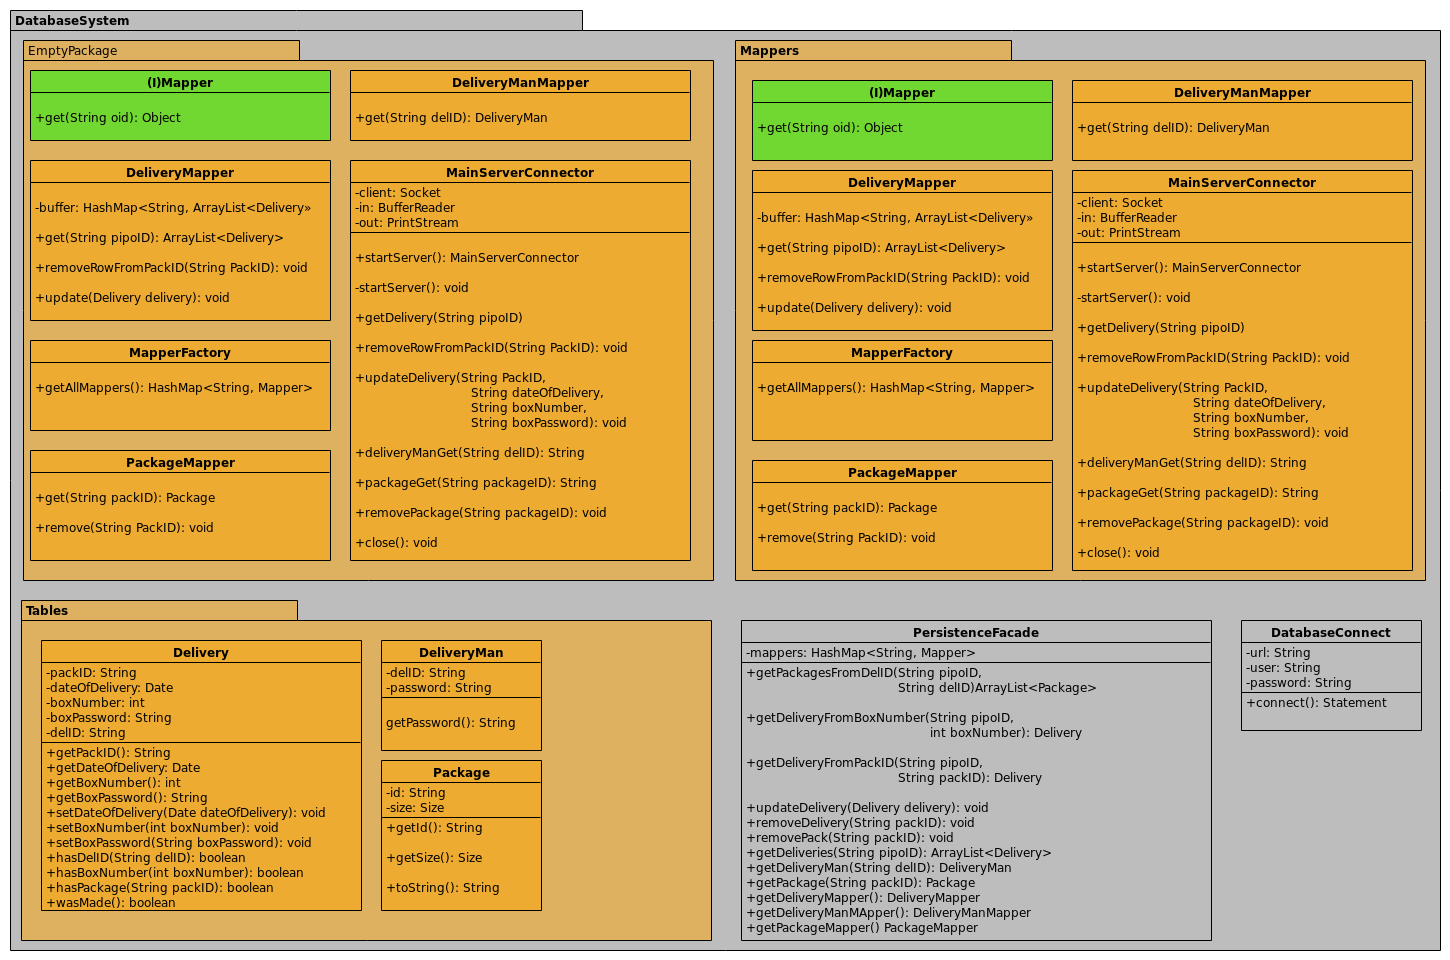 DatabaseSystem
EmptyPackage
(I)Mapper
+get(String oid): Object
DeliveryManMapper
+get(String delID): DeliveryMan
DeliveryMapper
-buffer: HashMap<String, ArrayList<Delivery»
+get(String pipoID): ArrayList<Delivery>
+removeRowFromPackID(String PackID): void
+update(Delivery delivery): void
MainServerConnector
-client: Socket
-in: BufferReader
-out: PrintStream
+startServer(): MainServerConnector
-startServer(): void
+getDelivery(String pipoID)
+removeRowFromPackID(String PackID): void
+updateDelivery(String PackID,
String dateOfDelivery,
String boxNumber,
String boxPassword): void
+deliveryManGet(String delID): String
+packageGet(String packageID): String
+removePackage(String packageID): void
+close(): void
MapperFactory
+getAllMappers(): HashMap<String, Mapper>
PackageMapper
+get(String packID): Package
+remove(String PackID): void
Mappers
(I)Mapper
+get(String oid): Object
DeliveryManMapper
+get(String delID): DeliveryMan
DeliveryMapper
-buffer: HashMap<String, ArrayList<Delivery»
+get(String pipoID): ArrayList<Delivery>
+removeRowFromPackID(String PackID): void
+update(Delivery delivery): void
MainServerConnector
-client: Socket
-in: BufferReader
-out: PrintStream
+startServer(): MainServerConnector
-startServer(): void
+getDelivery(String pipoID)
+removeRowFromPackID(String PackID): void
+updateDelivery(String PackID,
String dateOfDelivery,
String boxNumber,
String boxPassword): void
+deliveryManGet(String delID): String
+packageGet(String packageID): String
+removePackage(String packageID): void
+close(): void
MapperFactory
+getAllMappers(): HashMap<String, Mapper>
PackageMapper
+get(String packID): Package
+remove(String PackID): void
Tables
Delivery
-packID: String
-dateOfDelivery: Date
-boxNumber: int
-boxPassword: String
-delID: String
+getPackID(): String
+getDateOfDelivery: Date
+getBoxNumber(): int
+getBoxPassword(): String
+setDateOfDelivery(Date dateOfDelivery): void
+setBoxNumber(int boxNumber): void
+setBoxPassword(String boxPassword): void
+hasDelID(String delID): boolean
+hasBoxNumber(int boxNumber): boolean
+hasPackage(String packID): boolean
+wasMade(): boolean
DeliveryMan
-delID: String
-password: String
getPassword(): String
Package
-id: String
-size: Size
+getId(): String
+getSize(): Size
+toString(): String
PersistenceFacade
-mappers: HashMap<String, Mapper>
+getPackagesFromDelID(String pipoID,
String delID)ArrayList<Package>
+getDeliveryFromBoxNumber(String pipoID,
int boxNumber): Delivery
+getDeliveryFromPackID(String pipoID,
String packID): Delivery
+updateDelivery(Delivery delivery): void
+removeDelivery(String packID): void
+removePack(String packID): void
+getDeliveries(String pipoID): ArrayList<Delivery>
+getDeliveryMan(String delID): DeliveryMan
+getPackage(String packID): Package
+getDeliveryMapper(): DeliveryMapper
+getDeliveryManMApper(): DeliveryManMapper
+getPackageMapper() PackageMapper
DatabaseConnect
-url: String
-user: String
-password: String
+connect(): Statement